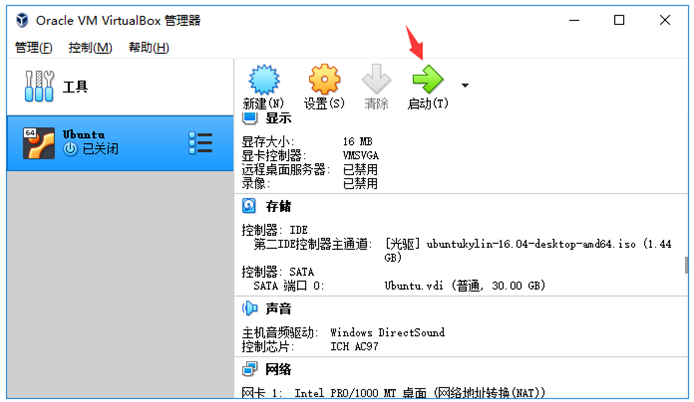 Oracle VM VirtualBox 管理器
管理(F) 控制(M) 帮助(H)
工具
新建(N) 设置(S) 清除 启动(T)
64
Ubuntu
已关闭
显示
显存大小: 16 MB
显卡控制器: VMSVGA
远程桌面服务器: 已禁用
录像: 已禁用
存储
控制器: IDE
第二IDE控制器主通道: [光驱] ubuntukylin-16.04-desktop-amd64.iso (1.44
GB)
控制器: SATA
SATA 端口 0: Ubuntu.vdi (普通, 30.00 GB)
声音
主机音频驱动: Windows DirectSound
控制芯片: ICH AC97
网络
网卡 1: Intel PRO/1000 MT 桌面 (网络地址转换(NAT))